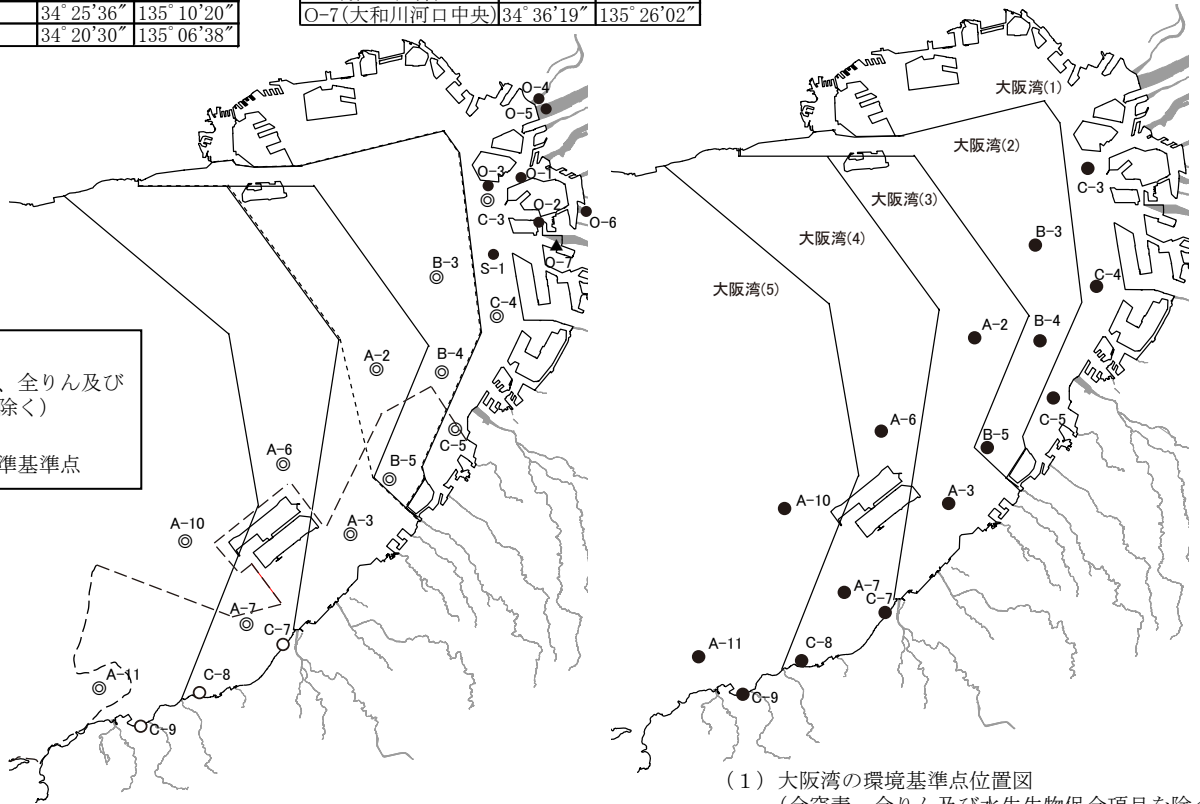 34°25′36″ 135°10′20″
34°20′30″ 135°06′38″
O-7(大和川河口中央) 34°36′19″ 135°26′02″
、全りん及び
除く)
準基準点
O-4
O-5
O-3
O-1
O-2
C-3
O-6
O-7
B-3
S-1
C-4
A-2
B-4
C-5
A-6
B-5
A-10
A-3
A-7
C-7
A-11
C-8
C-9
大阪湾(1)
大阪湾(2)
C-3
大阪湾(3)
大阪湾(4)
B-3
大阪湾(5)
C-4
A-2
B-4
C-5
A-6
B-5
A-10
A-3
A-7
C-7
A-11
C-8
C-9
(1)大阪湾の環境基準点位置図